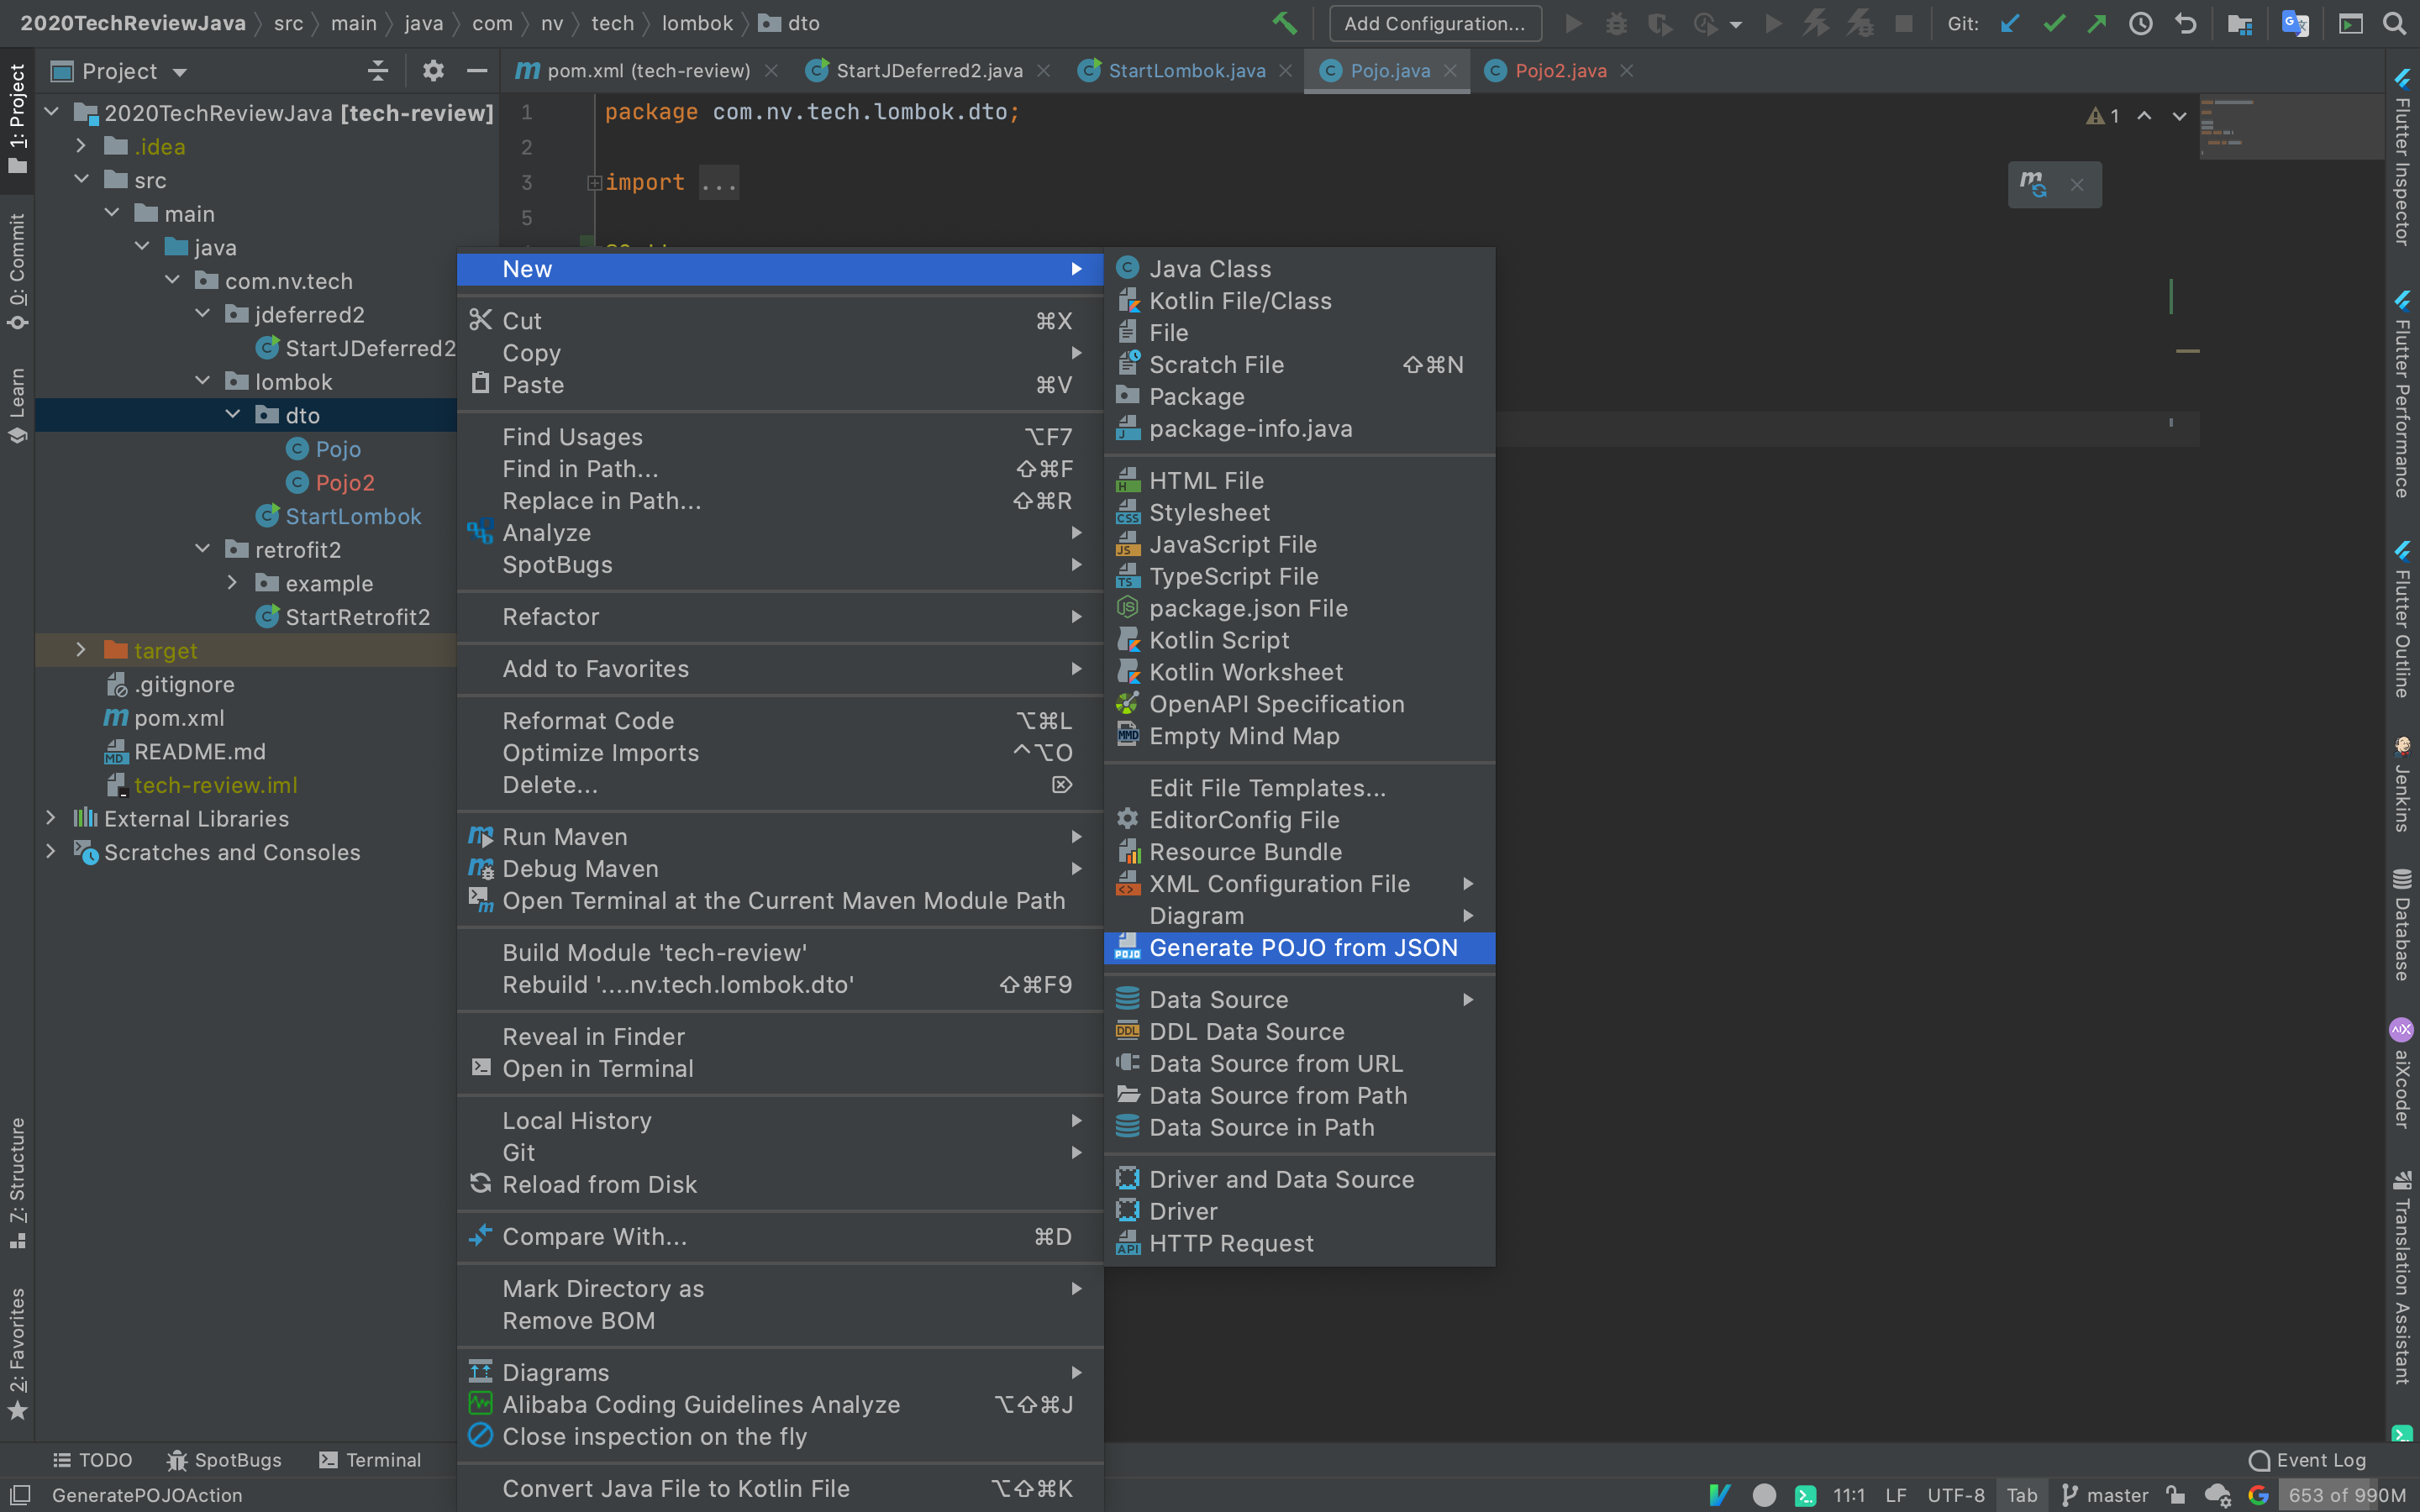 2020TechReviewJava src main java com nv tech lombok dto
Add Configuration...
Git:
Project
pom.xml (tech-review)
StartJDeferred2.java
StartLombok.java
Pojo.java
Pojo2.java
1: Project
0: Commit
Learn
7: Structure
2: Favorites
2020TechReviewJava [tech-review]
.idea
src
main
java
com.nv.tech
jdeferred2
StartJDeferred2
lombok
dto
Pojo
Pojo2
StartLombok
retrofit2
example
StartRetrofit2
target
.gitignore
pom.xml
README.md
tech-review.iml
External Libraries
Scratches and Consoles
1 package com.nv.tech.lombok.dto;
2
3 import ...
5
1
New
Cut ⌘X
Copy
Paste ⌘V
Find Usages ⌥F7
Find in Path... ⇧⌘F
Replace in Path... ⇧⌘R
Analyze
SpotBugs
Refactor
Add to Favorites
Reformat Code ⌥⌘L
Optimize Imports ^⌥O
Delete... ⌦
Run Maven
Debug Maven
Open Terminal at the Current Maven Module Path
Build Module 'tech-review'
Rebuild '....nv.tech.lombok.dto' ⇧⌘F9
Reveal in Finder
Open in Terminal
Local History
Git
Reload from Disk
Compare With... ⌘D
Mark Directory as
Remove BOM
Diagrams
Alibaba Coding Guidelines Analyze ⌥⇧⌘J
Close inspection on the fly
Convert Java File to Kotlin File ⌥⇧⌘K
Java Class
Kotlin File/Class
File
Scratch File ⇧⌘N
Package
package-info.java
HTML File
Stylesheet
JavaScript File
TypeScript File
package.json File
Kotlin Script
Kotlin Worksheet
OpenAPI Specification
Empty Mind Map
Edit File Templates...
EditorConfig File
Resource Bundle
XML Configuration File
Diagram
Generate POJO from JSON
Data Source
DDL Data Source
Data Source from URL
Data Source from Path
Data Source in Path
Driver and Data Source
Driver
HTTP Request
Flutter Inspector
Flutter Performance
Flutter Outline
Jenkins
Database
aiXcoder
Translation Assistant
TODO
SpotBugs
Terminal
Event Log
GeneratePOJOAction
11:1 LF UTF-8 Tab master 653 of 990M